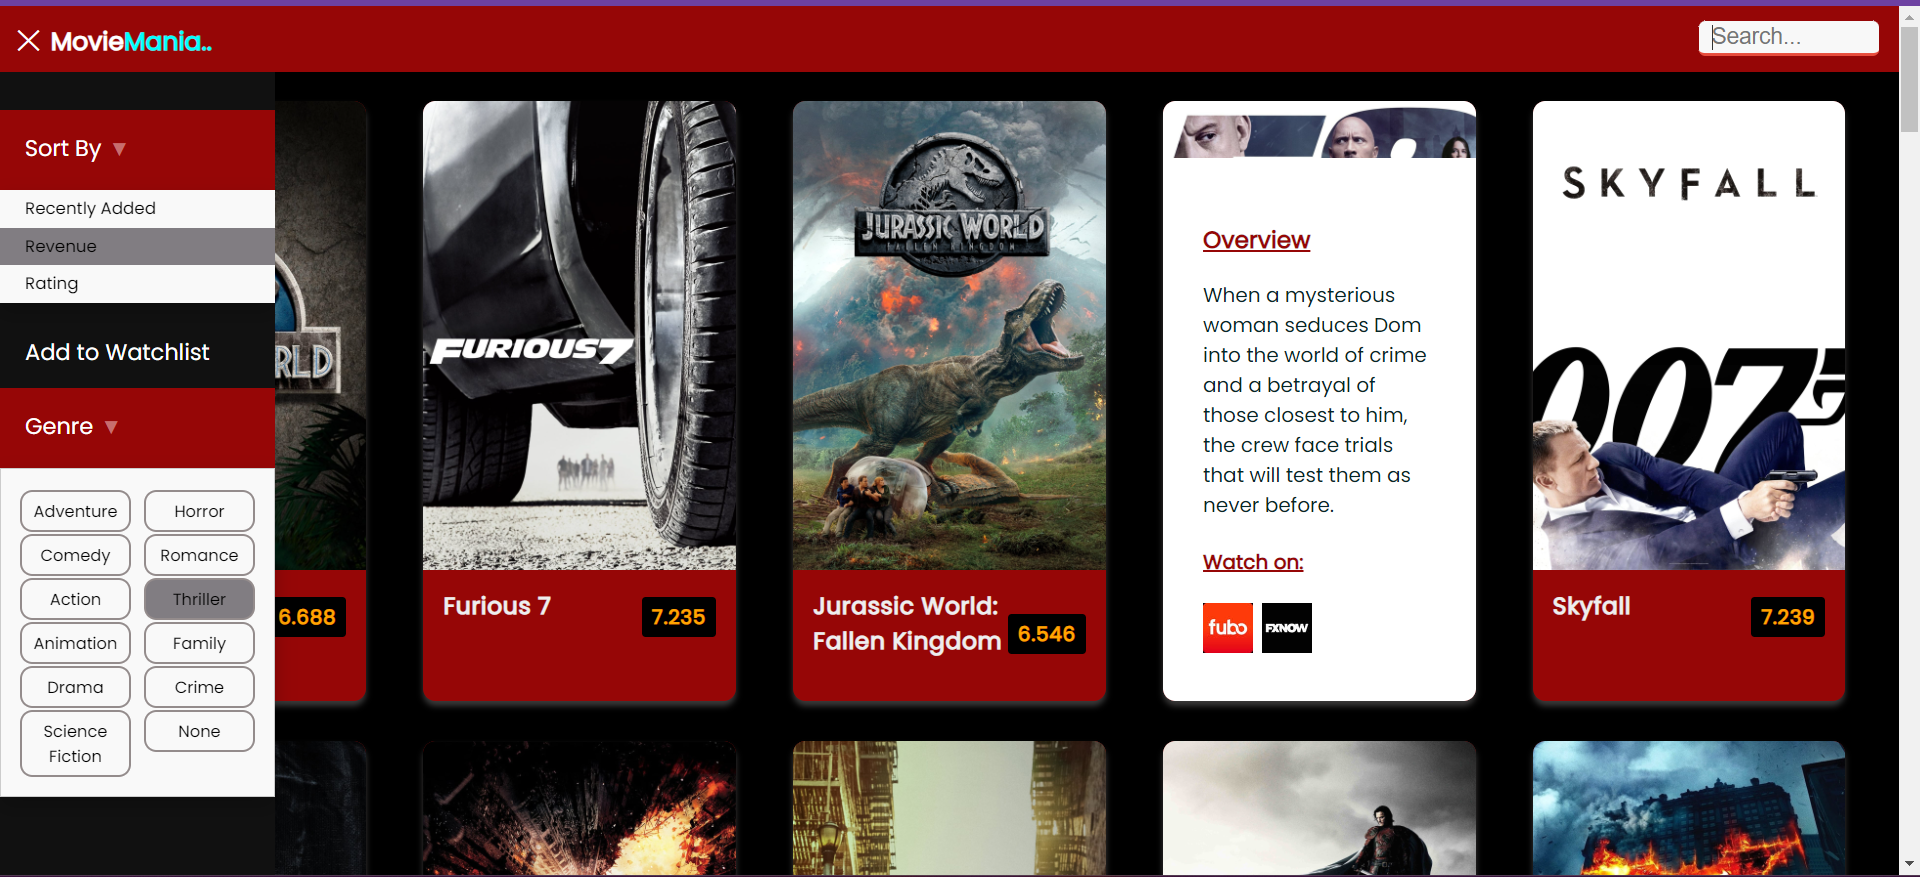 MovieMania..
Search...
Sort By ▼
Recently Added
Revenue
Rating
Add to Watchlist
Genre ▼
Adventure
Horror
Comedy
Romance
Action
Thriller
Animation
Family
Drama
Crime
Science
Fiction
None
RLD
6.688
FURIOUS 7
Furious 7
7.235
JURASSIC WORLD
FALLEN KINGDOM
Jurassic World:
Fallen Kingdom
6.546
Overview
When a mysterious
woman seduces Dom
into the world of crime
and a betrayal of
those closest to him,
the crew face trials
that will test them as
never before.
Watch on:
fubo
FXNOW
SKYFALL
007
Skyfall
7.239